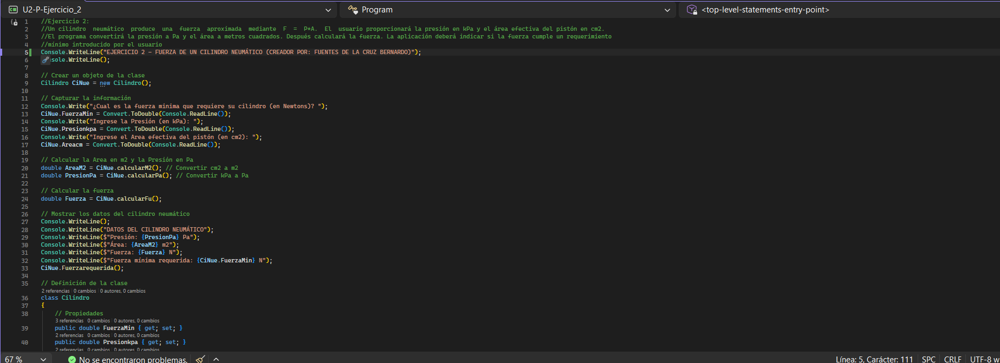 U2-P-Ejercicio_2 Program <top-level-statements-entry-point>
1 //Ejercicio 2:
2 //Un cilindro neumático produce una fuerza aproximada mediante F = P*A. El usuario proporcionará la presión en kPa y el área efectiva del pistón en cm2.
3 //El programa convertirá la presión a Pa y el área a metros cuadrados. Después calculará la fuerza. La aplicación deberá indicar si la fuerza cumple un requerimiento
4 //mínimo introducido por el usuario
5 Console.WriteLine("EJERCICIO 2 - FUERZA DE UN CILINDRO NEUMÁTICO (CREADOR POR: FUENTES DE LA CRUZ BERNARDO)");
6 sole.WriteLine();
7
8 // Crear un objeto de la clase
9 Cilindro CiNue = new Cilindro();
10
11 // Capturar la información
12 Console.Write("¿Cual es la fuerza minima que requiere su cilindro (en Newtons)? ");
13 CiNue.FuerzaMin = Convert.ToDouble(Console.ReadLine());
14 Console.Write("Ingrese la Presión (en kPa): ");
15 CiNue.Presionkpa = Convert.ToDouble(Console.ReadLine());
16 Console.Write("Ingrese el Area efectiva del pistón (en cm2): ");
17 CiNue.Areacm = Convert.ToDouble(Console.ReadLine());
18
19 // Calcular la Area en m2 y la Presión en Pa
20 double AreaM2 = CiNue.calcularM2(); // Convertir cm2 a m2
21 double PresionPa = CiNue.calcularPa(); // Convertir kPa a Pa
22
23 // Calcular la fuerza
24 double Fuerza = CiNue.calcularFu();
25
26 // Mostrar los datos del cilindro neumático
27 Console.WriteLine();
28 Console.WriteLine("DATOS DEL CILINDRO NEUMÁTICO");
29 Console.WriteLine($"Presión: {PresionPa} Pa");
30 Console.WriteLine($"Área: {AreaM2} m2");
31 Console.WriteLine($"Fuerza: {Fuerza} N");
32 Console.WriteLine($"Fuerza mínima requerida: {CiNue.FuerzaMin} N");
33 CiNue.Fuerzarequerida();
34
35 // Definición de la clase
2 referencias | 0 cambios | 0 autores, 0 cambios
36 class Cilindro
37 {
38 // Propiedades
3 referencias | 0 cambios | 0 autores, 0 cambios
39 public double FuerzaMin { get; set; }
2 referencias | 0 cambios | 0 autores, 0 cambios
40 public double Presionkpa { get; set; }
2 referencias | 0 cambios | 0 autores, 0 cambios
67 % No se encontraron problemas. Línea: 5, Carácter: 111 SPC CRLF UTF-8 w